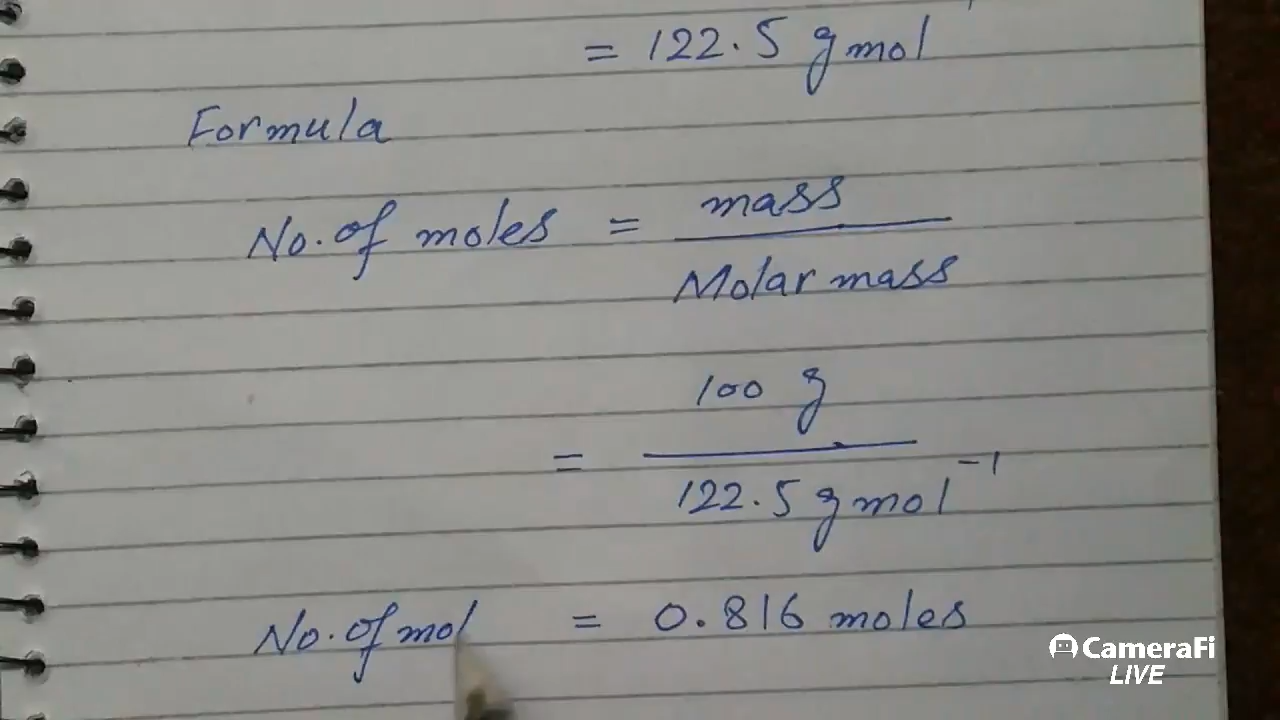 = 122.5 g mol
Formula
No. of moles = mass
Molar mass
100 g
=
122.5 g mol⁻¹
No. of mol = 0.816 moles
CameraFi
LIVE